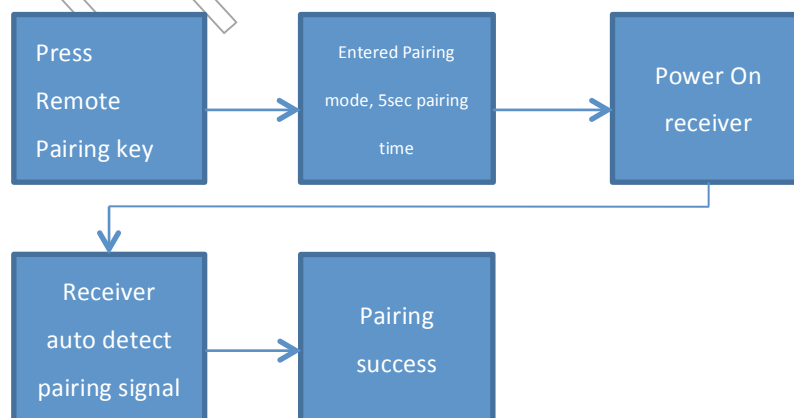 Press
Remote
Pairing key
Entered Pairing
mode, 5sec pairing
time
Power On
receiver
Receiver
auto detect
pairing signal
Pairing
success